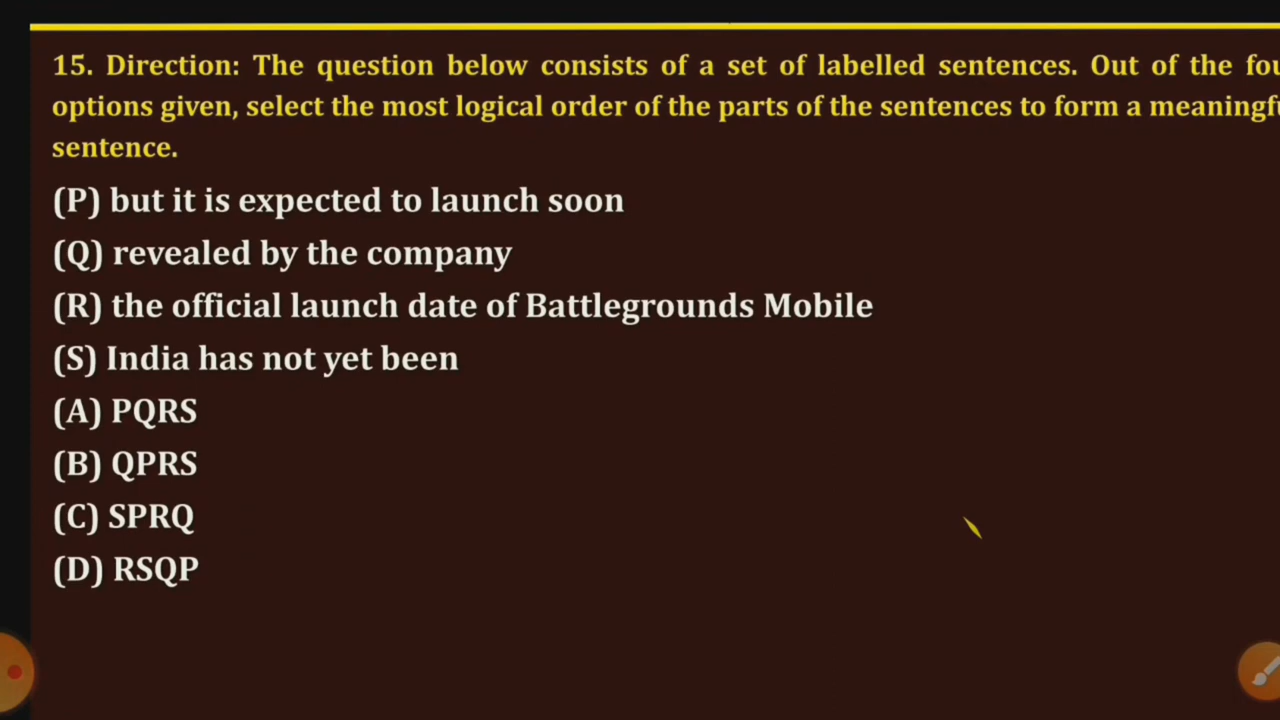 15. Direction: The question below consists of a set of labelled sentences. Out of the
options given, select the most logical order of the parts of the sentences to form a
sentence.
(P) but it is expected to launch soon
(Q) revealed by the company
(R) the official launch date of Battlegrounds Mobile
(S) India has not yet been
(A) PQRS
(B) QPRS
(C) SPRQ
(D) RSQP